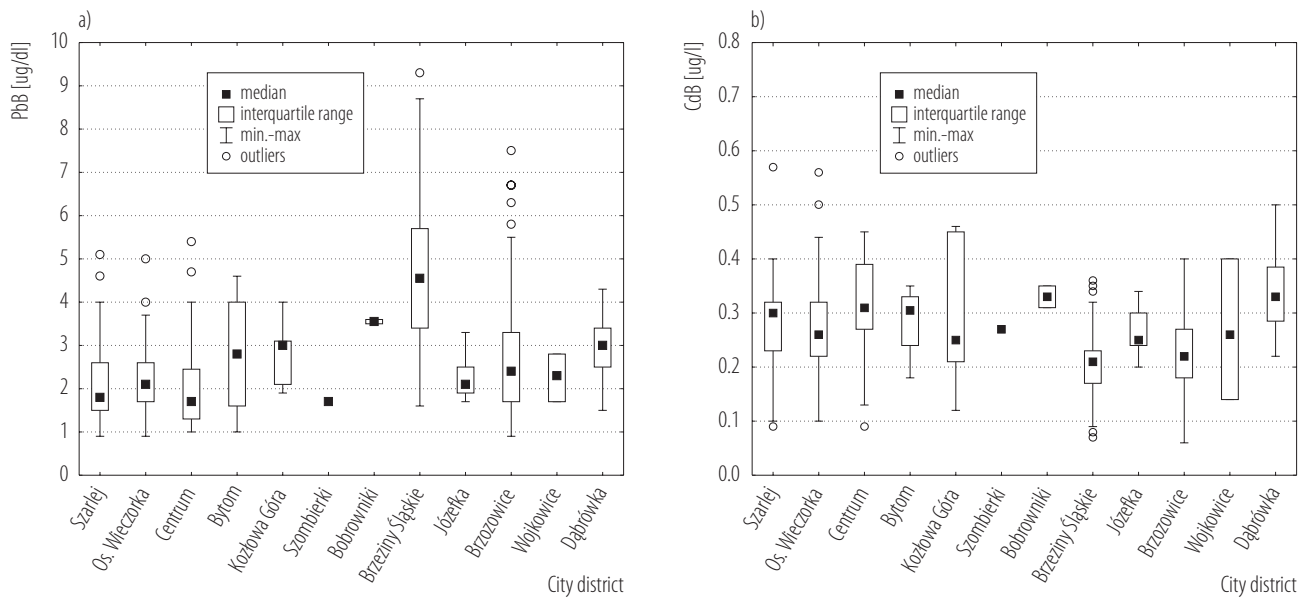 a)
PbB [ug/dl]
10
9
8
7
6
5
4
3
2
1
0
median
interquartile range
min.-max
outliers
Szarlej
Os. Wieczorka
Centrum
Bytom
Kozłowa Góra
Szombierki
Bobrowniki
Brzeziny Śląskie
Józefka
Brzozowice
Wojkowice
Dąbrówka
City district
b)
CdB [ug/l]
0.8
0.7
0.6
0.5
0.4
0.3
0.2
0.1
0.0
median
interquartile range
min.-max
outliers
Szarlej
Os. Wieczorka
Centrum
Bytom
Kozłowa Góra
Szombierki
Bobrowniki
Brzeziny Śląskie
Józefka
Brzozowice
Wojkowice
Dąbrówka
City district